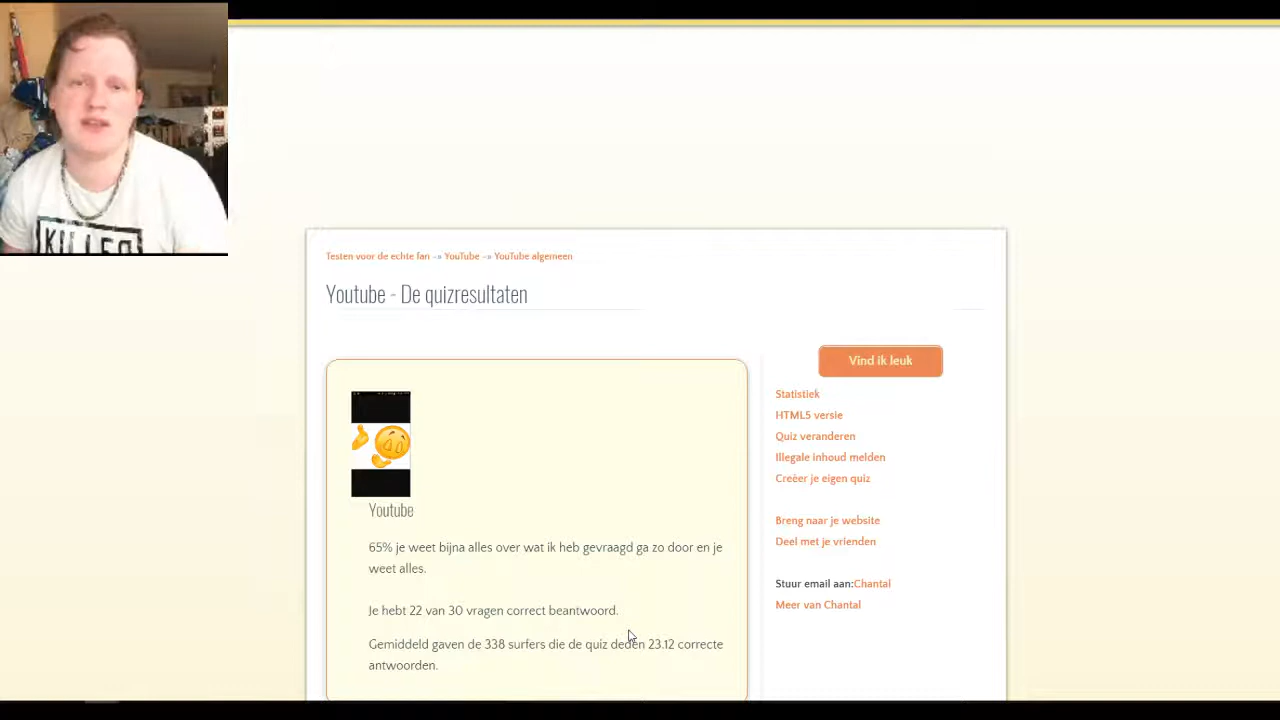 KILLED
Testen voor de echte fan -» YouTube -» YouTube algemeen
Youtube - De quizresultaten
Vind ik leuk
Statistiek
HTML5 versie
Quiz veranderen
Illegale inhoud melden
Creëer je eigen quiz
Breng naar je website
Deel met je vrienden
Stuur email aan:Chantal
Meer van Chantal
Youtube
65% je weet bijna alles over wat ik heb gevraagd ga zo door en je
weet alles.
Je hebt 22 van 30 vragen correct beantwoord.
Gemiddeld gaven de 338 surfers die de quiz deden 23.12 correcte
antwoorden.